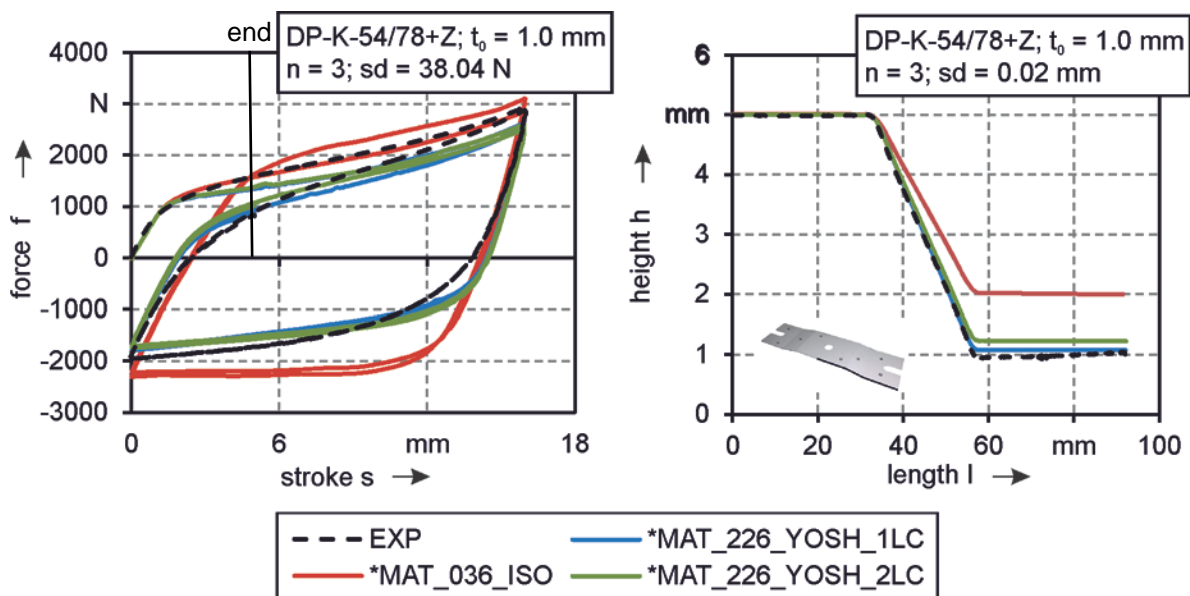 end
DP-K-54/78+Z; t₀ = 1.0 mm
n = 3; sd = 38.04 N
4000
N
2000
1000
0
-1000
-2000
-3000
force f
0 6 mm 18
stroke s
DP-K-54/78+Z; t₀ = 1.0 mm
n = 3; sd = 0.02 mm
6
mm
4
3
2
1
0
height h
0 20 40 60 mm 100
length l
EXP
*MAT_036_ISO
*MAT_226_YOSH_1LC
*MAT_226_YOSH_2LC